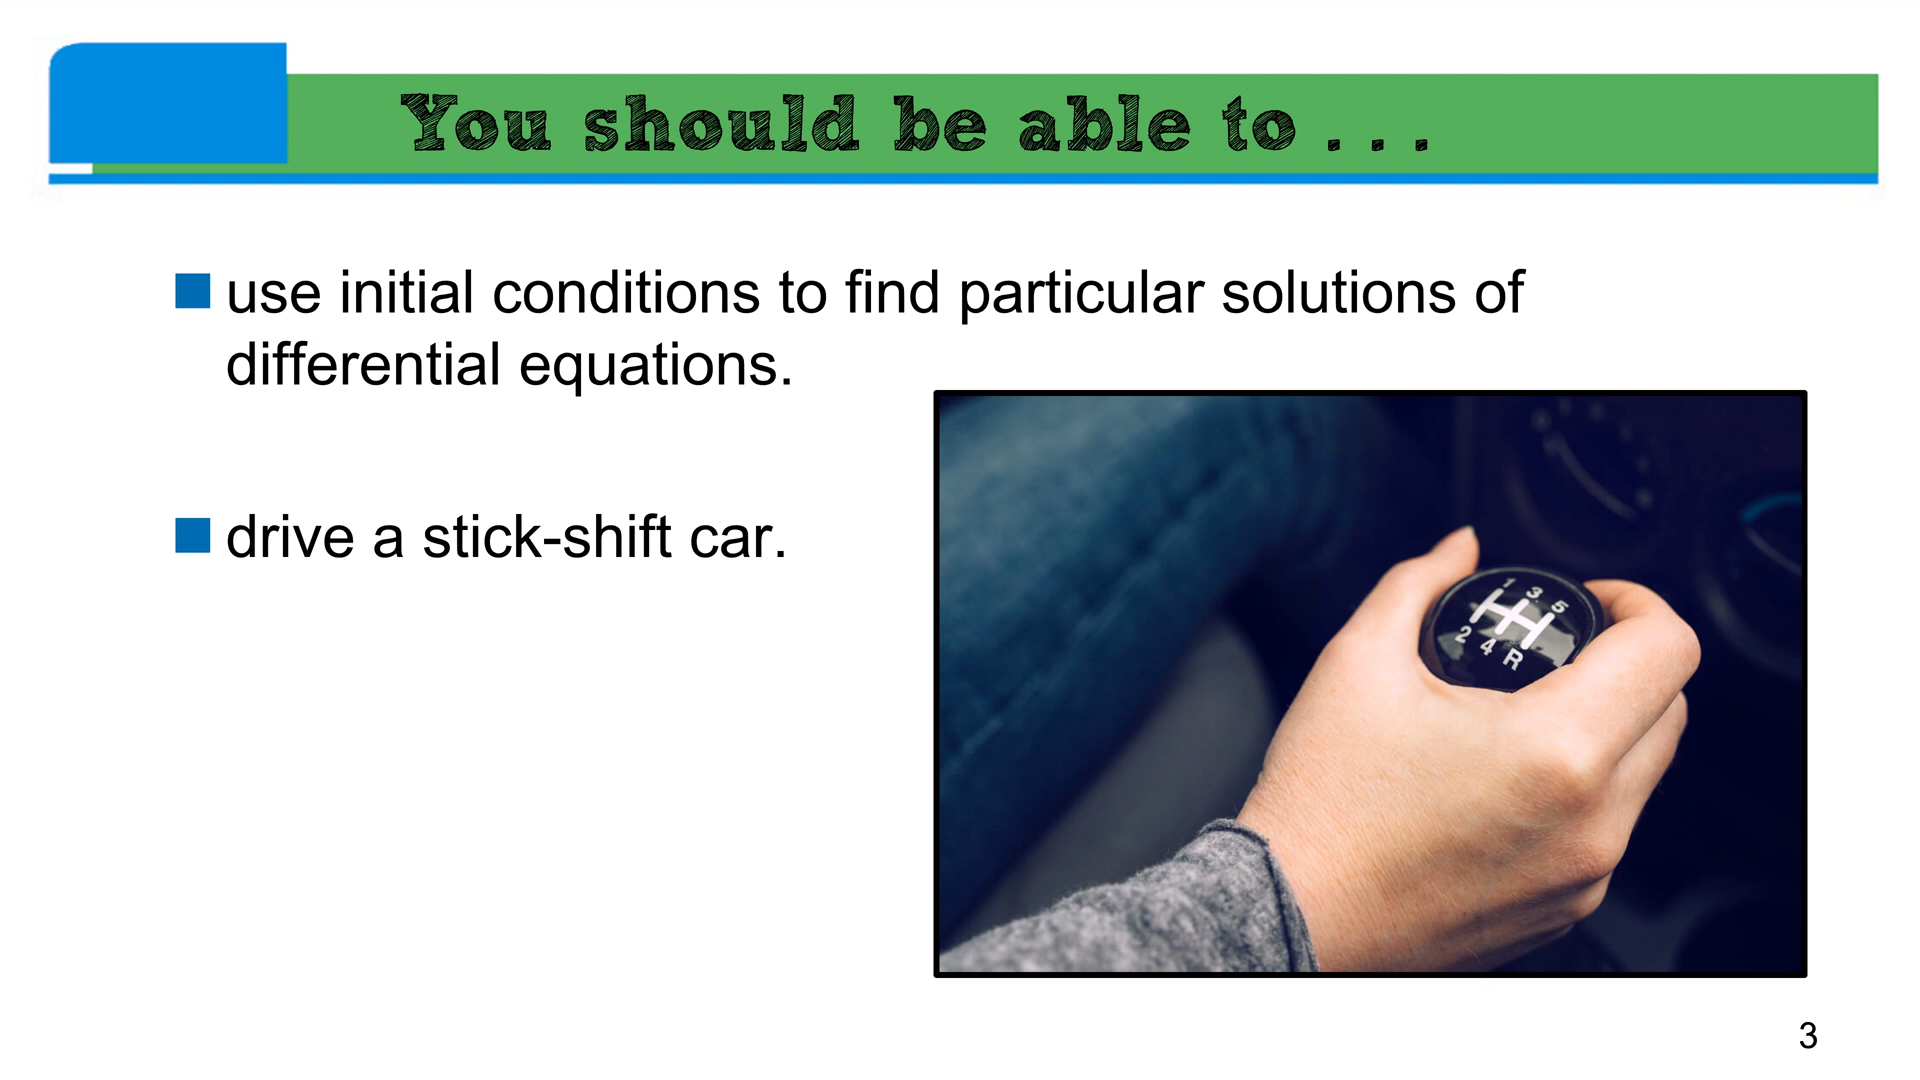 You should be able to . . .
use initial conditions to find particular solutions of
differential equations.
drive a stick-shift car.
1 3 5
2 4 R
3